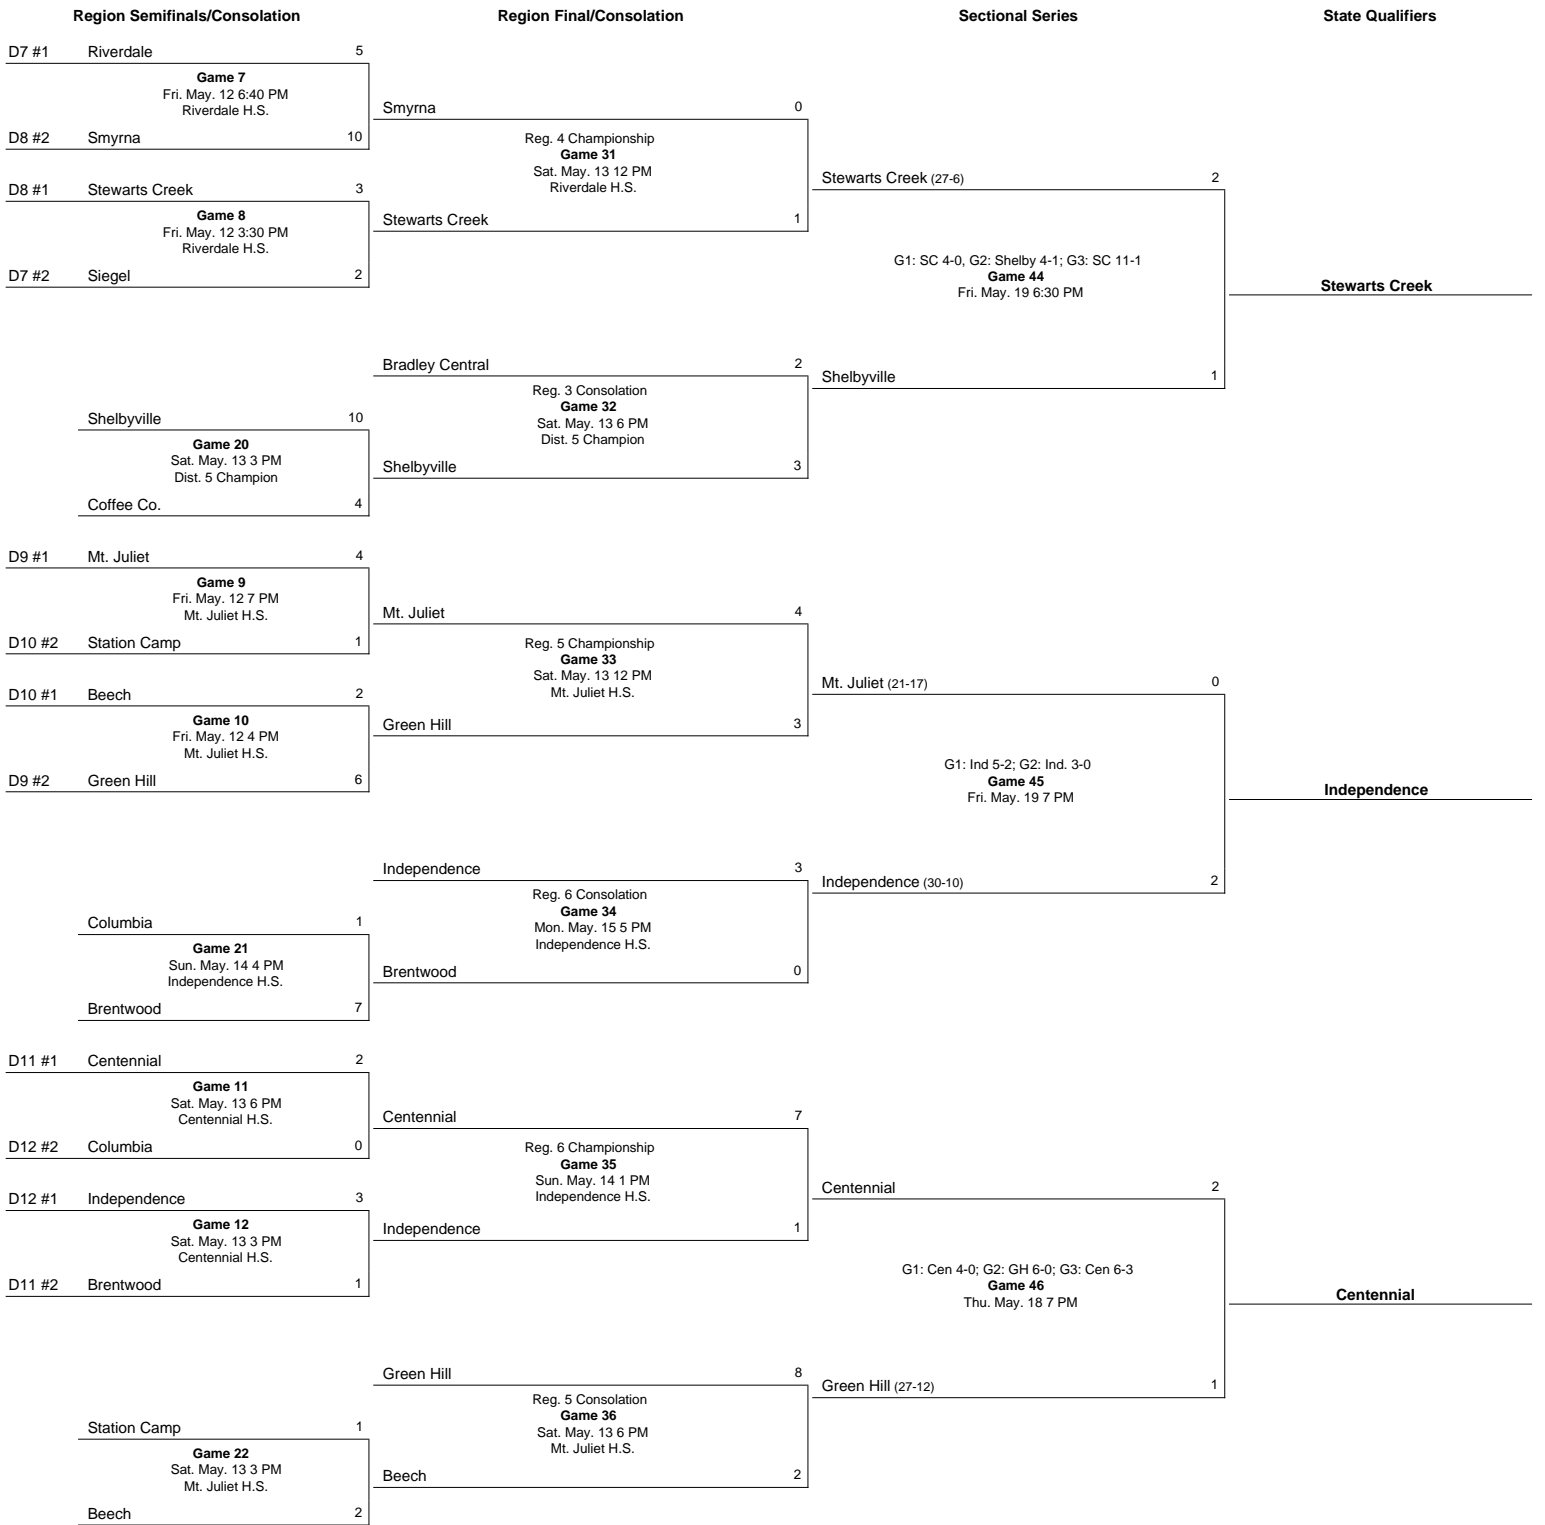 Region Semifinals/Consolation Region Final/Consolation Sectional Series State Qualifiers
D7 #1 Riverdale 5
Game 7
Fri. May. 12 6:40 PM
Riverdale H.S.
D8 #2 Smyrna 10
D8 #1 Stewarts Creek 3
Game 8
Fri. May. 12 3:30 PM
Riverdale H.S.
D7 #2 Siegel 2
Shelbyville 10
Game 20
Sat. May. 13 3 PM
Dist. 5 Champion
Coffee Co. 4
D9 #1 Mt. Juliet 4
Game 9
Fri. May. 12 7 PM
Mt. Juliet H.S.
D10 #2 Station Camp 1
D10 #1 Beech 2
Game 10
Fri. May. 12 4 PM
Mt. Juliet H.S.
D9 #2 Green Hill 6
Columbia 1
Game 21
Sun. May. 14 4 PM
Independence H.S.
Brentwood 7
D11 #1 Centennial 2
Game 11
Sat. May. 13 6 PM
Centennial H.S.
D12 #2 Columbia 0
D12 #1 Independence 3
Game 12
Sat. May. 13 3 PM
Centennial H.S.
D11 #2 Brentwood 1
Station Camp 1
Game 22
Sat. May. 13 3 PM
Mt. Juliet H.S.
Beech 2
Smyrna 0
Reg. 4 Championship
Game 31
Sat. May. 13 12 PM
Riverdale H.S.
Stewarts Creek 1
Bradley Central 2
Reg. 3 Consolation
Game 32
Sat. May. 13 6 PM
Dist. 5 Champion
Shelbyville 3
Mt. Juliet 4
Reg. 5 Championship
Game 33
Sat. May. 13 12 PM
Mt. Juliet H.S.
Green Hill 3
Independence 3
Reg. 6 Consolation
Game 34
Mon. May. 15 5 PM
Independence H.S.
Brentwood 0
Centennial 7
Reg. 6 Championship
Game 35
Sun. May. 14 1 PM
Independence H.S.
Independence 1
Green Hill 8
Reg. 5 Consolation
Game 36
Sat. May. 13 6 PM
Mt. Juliet H.S.
Beech 2
Stewarts Creek (27-6) 2
G1: SC 4-0, G2: Shelby 4-1; G3: SC 11-1
Game 44
Fri. May. 19 6:30 PM
Shelbyville 1
Mt. Juliet (21-17) 0
G1: Ind 5-2; G2: Ind. 3-0
Game 45
Fri. May. 19 7 PM
Independence (30-10) 2
Centennial 2
G1: Cen 4-0; G2: GH 6-0; G3: Cen 6-3
Game 46
Thu. May. 18 7 PM
Green Hill (27-12) 1
Stewarts Creek
Independence
Centennial